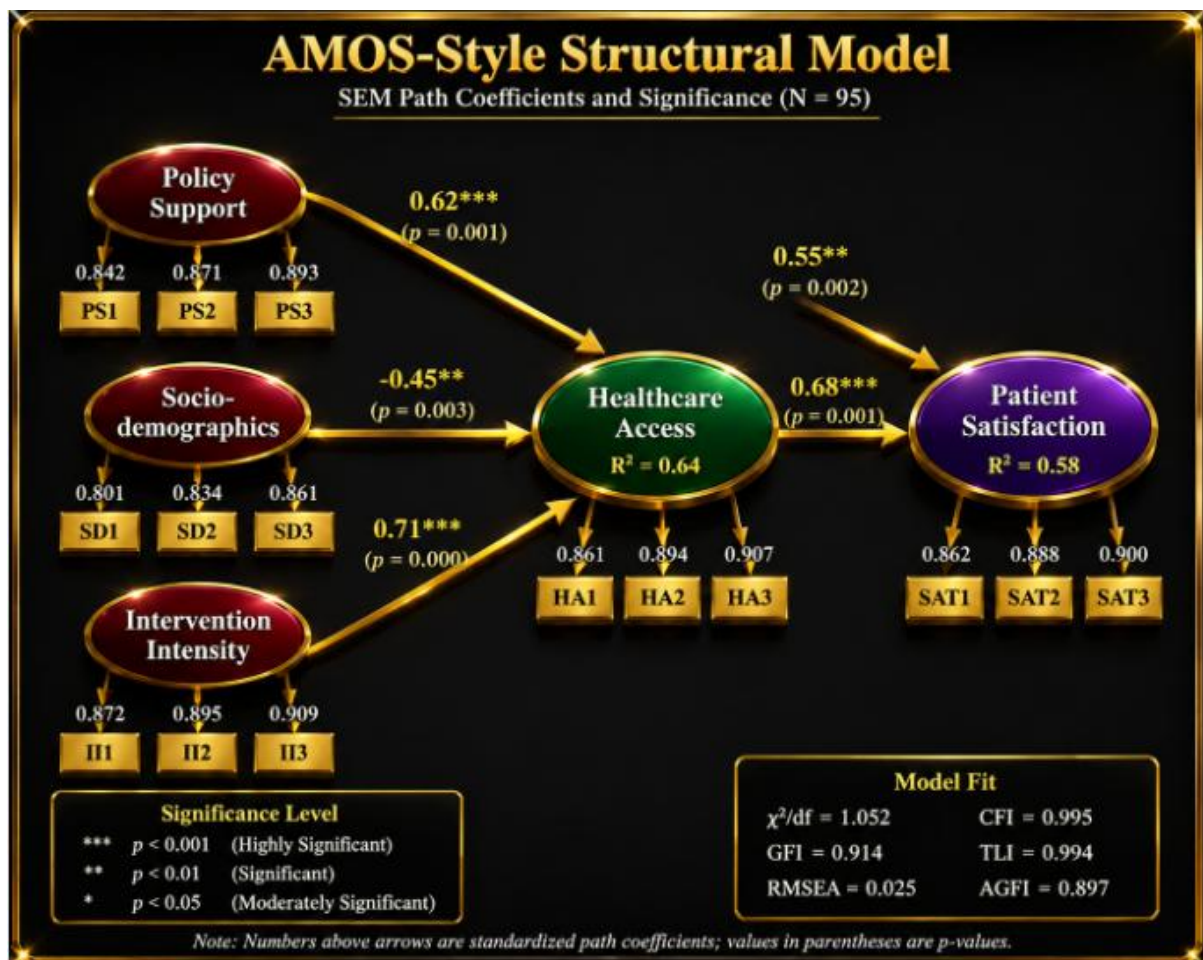 AMOS-Style Structural Model
SEM Path Coefficients and Significance (N = 95)
Policy
Support
0.842 0.871 0.893
PS1 PS2 PS3
0.62***
(p = 0.001)
0.55**
(p = 0.002)
Socio-
demographics
0.801 0.834 0.861
SD1 SD2 SD3
-0.45**
(p = 0.003)
Healthcare
Access
R² = 0.64
0.68***
(p = 0.001)
Patient
Satisfaction
R² = 0.58
0.71***
(p = 0.000)
0.861 0.894 0.907
HA1 HA2 HA3
0.862 0.888 0.900
SAT1 SAT2 SAT3
Intervention
Intensity
0.872 0.895 0.909
II1 II2 II3
Significance Level
*** p < 0.001 (Highly Significant)
** p < 0.01 (Significant)
* p < 0.05 (Moderately Significant)
Model Fit
χ²/df = 1.052 CFI = 0.995
GFI = 0.914 TLI = 0.994
RMSEA = 0.025 AGFI = 0.897
Note: Numbers above arrows are standardized path coefficients; values in parentheses are p-values.